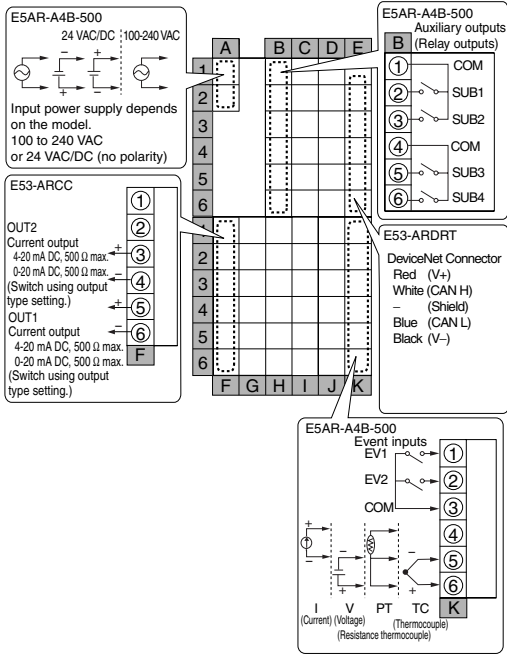 E5AR-A4B-500
24 VAC/DC 100-240 VAC
Input power supply depends
on the model.
100 to 240 VAC
or 24 VAC/DC (no polarity)
A B C D E
1
2
3
4
5
6
1
2
3
4
5
6
F G H I J K
E5AR-A4B-500
Auxiliary outputs
(Relay outputs)
B
1 COM
2 SUB1
3 SUB2
4 COM
5 SUB3
6 SUB4
E53-ARCC
1
2
3
4
5
6
F
OUT2
Current output
4-20 mA DC, 500 Ω max.
0-20 mA DC, 500 Ω max.
(Switch using output
type setting.)
OUT1
Current output
4-20 mA DC, 500 Ω max.
0-20 mA DC, 500 Ω max.
(Switch using output
type setting.)
+
−
+
−
E53-ARDRT
DeviceNet Connector
Red (V+)
White (CAN H)
– (Shield)
Blue (CAN L)
Black (V–)
E5AR-A4B-500
Event inputs
EV1 1
EV2 2
COM 3
4
5
6
K
I V PT TC
(Current) (Voltage) (Thermocouple)
(Resistance thermocouple)